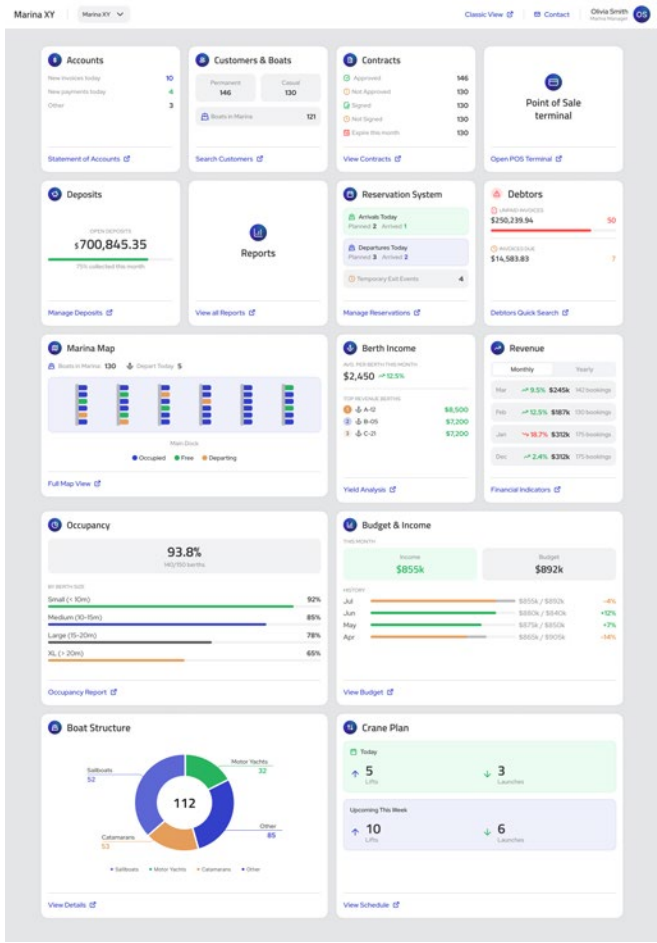 Marina XY
Marina XY
Classic View
Contact
Olivia Smith
Marina Manager
OS
Accounts
New invoices today 10
New payments today 4
Other 3
Statement of Accounts
Customers & Boats
Permanent
146
Casual
130
Boats in Marina 121
Search Customers
Contracts
Approved 146
Not Approved 130
Signed 130
Not Signed 130
Expire this month 130
View Contracts
Point of Sale
terminal
Open POS Terminal
Deposits
OPEN DEPOSITS
$700,845.35
75% collected this month
Manage Deposits
Reports
View all Reports
Reservation System
Arrivals Today
Planned 2 Arrived 1
Departures Today
Planned 3 Arrived 2
Temporary Exit Events 4
Manage Reservations
Debtors
UNPAID INVOICES
$250,239.94 50
INVOICES DUE
$14,583.83 7
Debtors Quick Search
Marina Map
Boats in Marina 130 Depart Today 5
Main Dock
Occupied Free Departing
Full Map View
Berth Income
AVG. PER BERTH THIS MONTH
$2,450 12.5%
TOP REVENUE BERTHS
1 A-12 $8,500
2 B-05 $7,200
3 C-21 $7,200
Yield Analysis
Revenue
Monthly Yearly
Mar 9.5% $245k 142 bookings
Feb 12.5% $187k 130 bookings
Jan 18.7% $312k 175 bookings
Dec 2.4% $312k 175 bookings
Financial Indicators
Occupancy
93.8%
140/150 berths
BY BERTH SIZE
Small (< 10m) 92%
Medium (10-15m) 85%
Large (15-20m) 78%
XL (> 20m) 65%
Occupancy Report
Budget & Income
THIS MONTH
Income
$855k
Budget
$892k
HISTORY
Jul $855k / $892k -4%
Jun $880k / $840k +12%
May $875k / $850k +7%
Apr $865k / $905k -14%
View Budget
Boat Structure
Sailboats
52
Motor Yachts
32
112
Catamarans
53
Other
85
Sailboats Motor Yachts Catamarans Other
View Details
Crane Plan
Today
5
Lifts
3
Launches
Upcoming This Week
10
Lifts
6
Launches
View Schedule